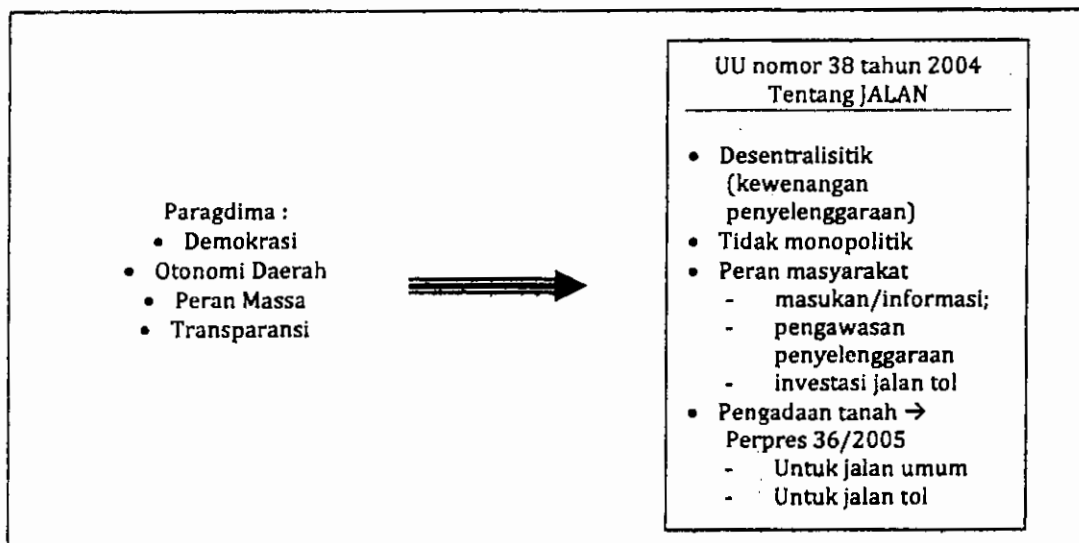 Paragdima :
• Demokrasi
• Otonomi Daerah
• Peran Massa
• Transparansi
UU nomor 38 tahun 2004
Tentang JALAN
• Desentralisitik
(kewenangan
penyelenggaraan)
• Tidak monopolitik
• Peran masyarakat
- masukan/informasi;
- pengawasan
penyelenggaraan
- investasi jalan tol
• Pengadaan tanah →
Perpres 36/2005
- Untuk jalan umum
- Untuk jalan tol